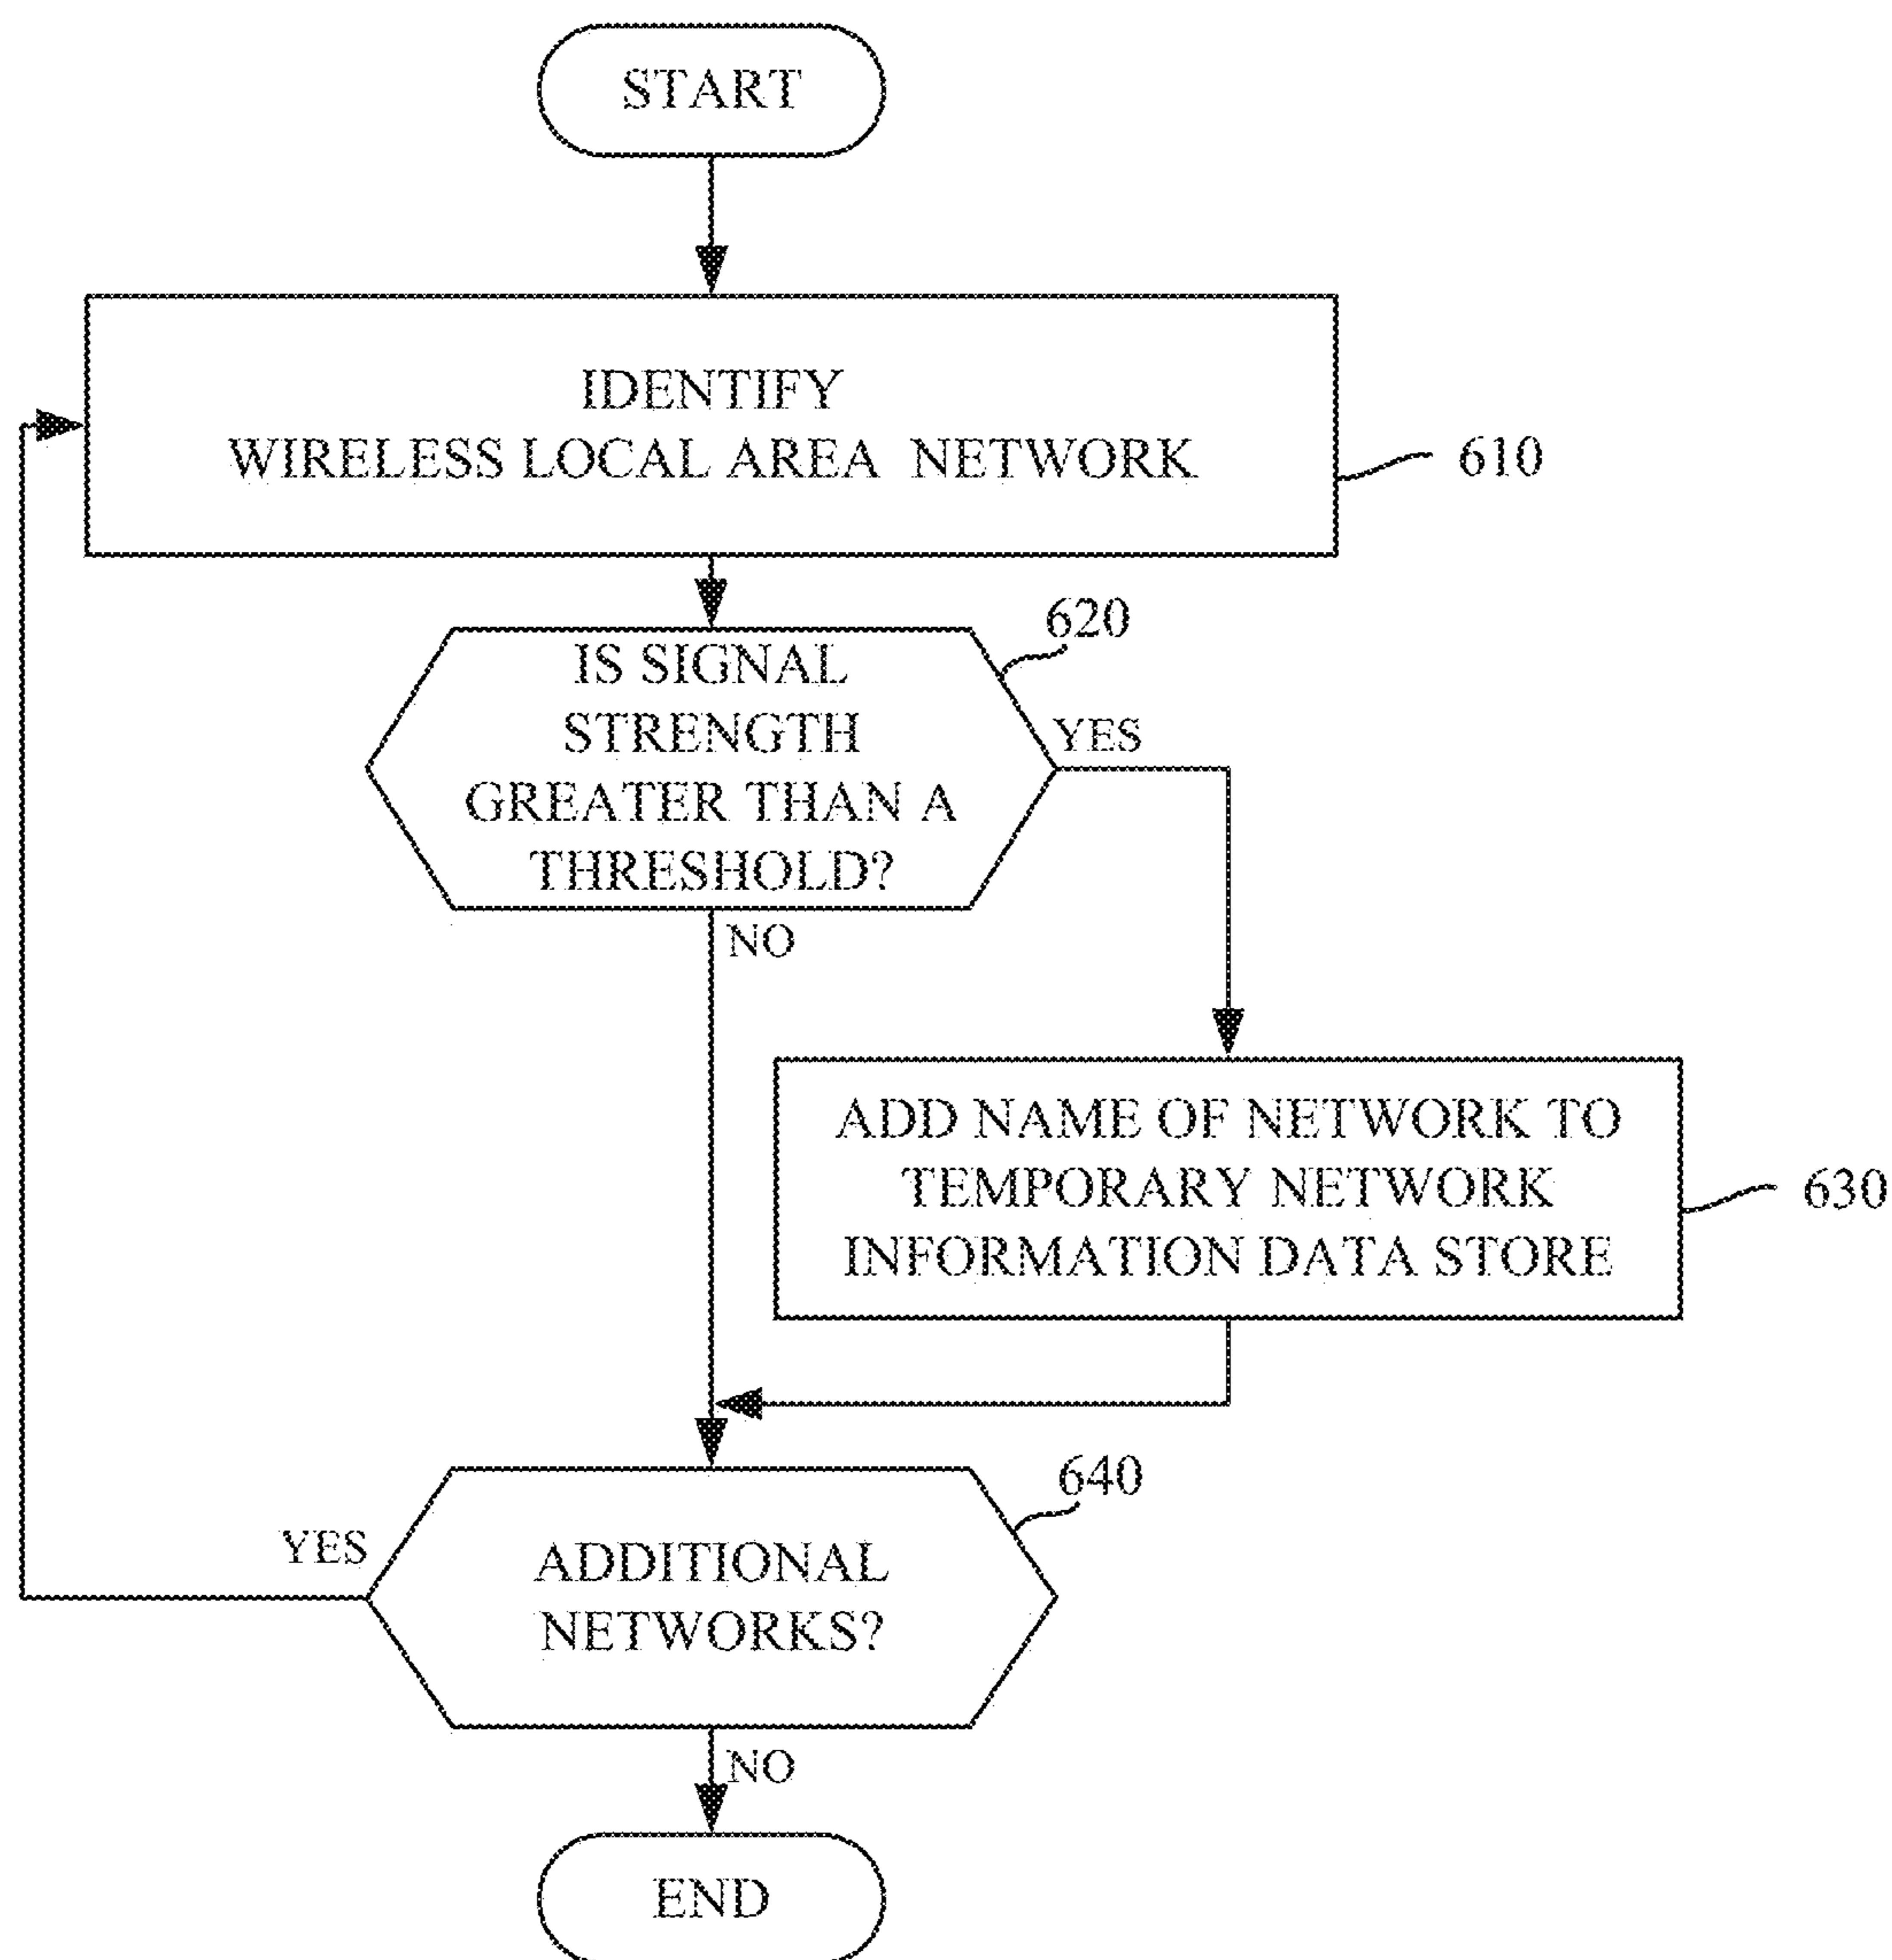 START
IDENTIFY
WIRELESS LOCAL AREA NETWORK
610
620
IS SIGNAL
STRENGTH
GREATER THAN A
THRESHOLD?
YES
NO
ADD NAME OF NETWORK TO
TEMPORARY NETWORK
INFORMATION DATA STORE
630
640
YES
ADDITIONAL
NETWORKS?
NO
END